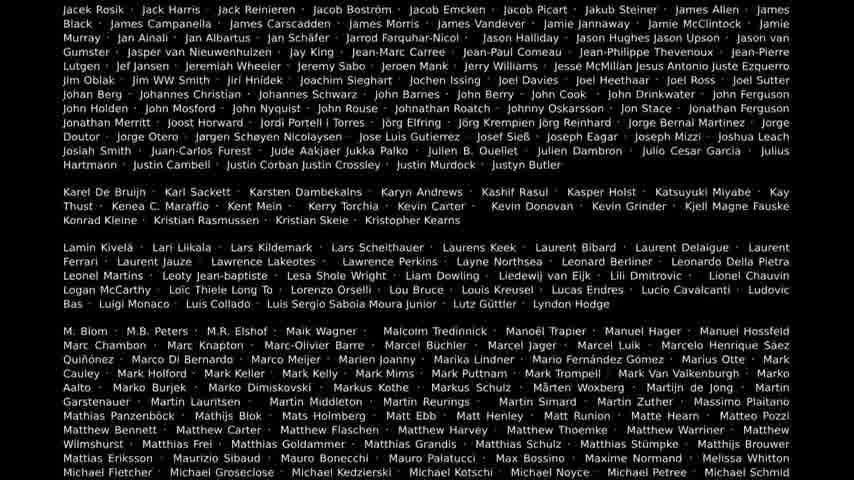 Jacek Rosik · Jack Harris · Jack Reinieren · Jacob Boström · Jacob Emcken · Jacob Picart · Jakub Steiner · James Allen · James
Black · James Campanella · James Carscadden · James Morris · James Vandever · Jamie Jannaway · Jamie McClintock · Jamie
Murray · Jan Ainali · Jan Albartus · Jan Schäfer · Jarrod Farquhar-Nicol · Jason Halliday · Jason Hughes Jason Upson · Jason van
Gumster · Jasper van Nieuwenhuizen · Jay King · Jean-Marc Carree · Jean-Paul Comeau · Jean-Philippe Thevenoux · Jean-Pierre
Lutgen · Jef Jansen · Jeremiah Wheeler · Jeremy Sabo · Jeroen Mank · Jerry Williams · Jesse McMillan Jesus Antonio Juste Ezquerro
Jim Oblak · Jim WW Smith · Jirí Hnídek · Joachim Sieghart · Jochen Issing · Joel Davies · Joel Heethaar · Joel Ross · Joel Sutter
Johan Berg · Johannes Christian · Johannes Schwarz · John Barnes · John Berry · John Cook · John Drinkwater · John Ferguson
John Holden · John Mosford · John Nyquist · John Rouse · Johnathan Roatch · Johnny Oskarsson · Jon Stace · Jonathan Ferguson
Jonathan Merritt · Joost Horward · Jordi Portell i Torres · Jörg Elfring · Jörg Krempien Jörg Reinhard · Jorge Bernal Martinez · Jorge
Doutor · Jorge Otero · Jørgen Schøyen Nicolaysen · Jose Luis Gutierrez · Josef Sieß · Joseph Eagar · Joseph Mizzi · Joshua Leach
Josiah Smith · Juan-Carlos Furest · Jude Aakjaer Jukka Palko · Julien B. Ouellet · Julien Dambron · Julio Cesar Garcia · Julius
Hartmann · Justin Cambell · Justin Corban Justin Crossley · Justin Murdock · Justyn Butler
Karel De Bruijn · Karl Sackett · Karsten Dambekalns · Karyn Andrews · Kashif Rasul · Kasper Holst · Katsuyuki Miyabe · Kay
Thust · Kenea C. Maraffio · Kent Mein · Kerry Torchia · Kevin Carter · Kevin Donovan · Kevin Grinder · Kjell Magne Fauske
Konrad Kleine · Kristian Rasmussen · Kristian Skeie · Kristopher Kearns
Lamin Kivelä · Lari Liikala · Lars Kildemark · Lars Scheithauer · Laurens Keek · Laurent Bibard · Laurent Delaigue · Laurent
Ferrari · Laurent Jauze · Lawrence Lakeotes · Lawrence Perkins · Layne Northsea · Leonard Berliner · Leonardo Della Pietra
Leonel Martins · Leoty Jean-baptiste · Lesa Shole Wright · Liam Dowling · Liedewij van Eijk · Lili Dmitrovic · Lionel Chauvin
Logan McCarthy · Loïc Thiele Long To · Lorenzo Orselli · Lou Bruce · Louis Kreusel · Lucas Endres · Lucio Cavalcanti · Ludovic
Bas · Luigi Monaco · Luis Collado · Luis Sergio Saboia Moura Junior · Lutz Güttler · Lyndon Hodge
M. Blom · M.B. Peters · M.R. Elshof · Maik Wagner · Malcolm Tredinnick · Manoël Trapier · Manuel Hager · Manuel Hossfeld
Marc Chambon · Marc Knapton · Marc-Olivier Barre · Marcel Büchler · Marcel Jager · Marcel Luik · Marcelo Henrique Sáez
Quiñónez · Marco Di Bernardo · Marco Meijer · Marien Joanny · Marika Lindner · Mario Fernández Gómez · Marius Otte · Mark
Cauley · Mark Holford · Mark Keller · Mark Kelly · Mark Mims · Mark Puttnam · Mark Trompell · Mark Van Valkenburgh · Marko
Aalto · Marko Burjek · Marko Dimiskovski · Markus Kothe · Markus Schulz · Mårten Woxberg · Martijn de Jong · Martin
Garstenauer · Martin Lauritsen · Martin Middleton · Martin Reurings · Martin Simard · Martin Zuther · Massimo Plaitano
Mathias Panzenböck · Mathijs Blok · Mats Holmberg · Matt Ebb · Matt Henley · Matt Runion · Matte Hearn · Matteo Pozzi
Matthew Bennett · Matthew Carter · Matthew Flaschen · Matthew Harvey · Matthew Thoemke · Matthew Warriner · Matthew
Wilmshurst · Matthias Frei · Matthias Goldammer · Matthias Grandis · Matthias Schulz · Matthias Stümpke · Matthijs Brouwer
Mattias Eriksson · Maurizio Sibaud · Mauro Bonecchi · Mauro Palatucci · Max Bossino · Maxime Normand · Melissa Whitton
Michael Fletcher · Michael Groseclose · Michael Kedzierski · Michael Kotschi · Michael Noyce · Michael Petree · Michael Schmid